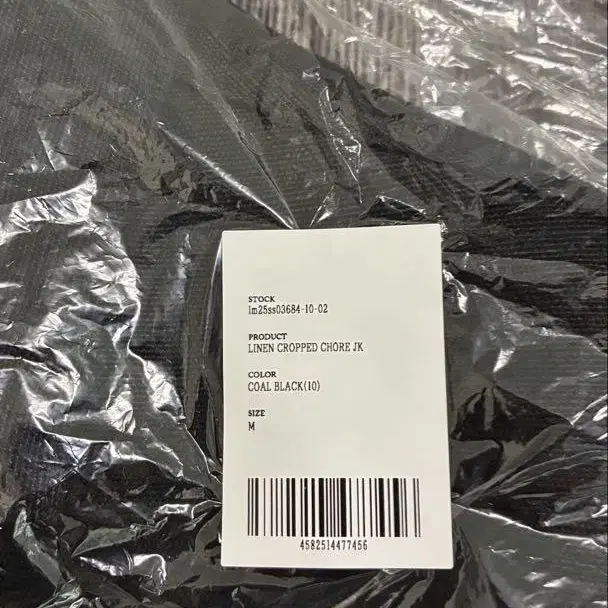 STOCK
lm25ss03684-10-02
PRODUCT
LINEN CROPPED CHORE JK
COLOR
COAL BLACK(10)
SIZE
M
4582514477456